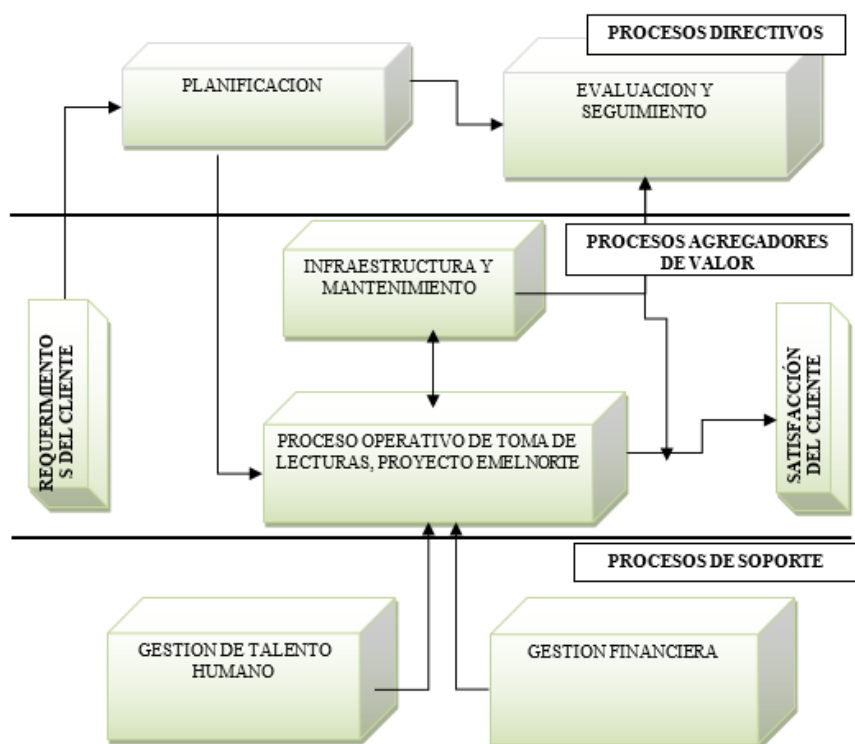 PROCESOS DIRECTIVOS
PLANIFICACION
EVALUACION Y
SEGUIMIENTO
PROCESOS AGREGADORES
DE VALOR
INFRAESTRUCTURA Y
MANTENIMIENTO
REQUERIMIENTO
S DEL CLIENTE
PROCESO OPERATIVO DE TOMA DE
LECTURAS, PROYECTO EMELNORTE
SATISFACCIÓN
DEL CLIENTE
PROCESOS DE SOPORTE
GESTION DE TALENTO
HUMANO
GESTION FINANCIERA